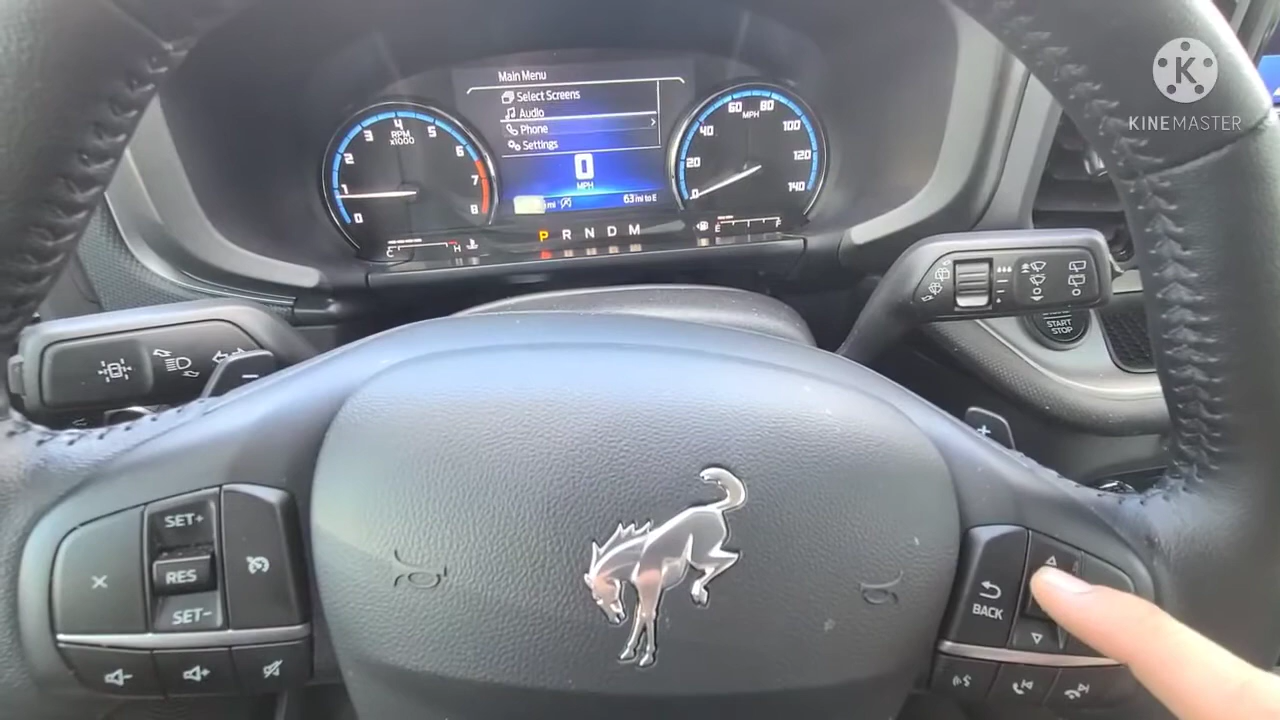 K
KINEMASTER
Main Menu
Select Screens
Audio
Phone
Settings
0
MPH
mi
63 mi to E
P R N D M
0 1 2 3 4 5 6 7 8
RPM
x1000
C H
0 20 40 60 80 100 120 140
MPH
E F
START
STOP
SET+
RES
SET-
BACK